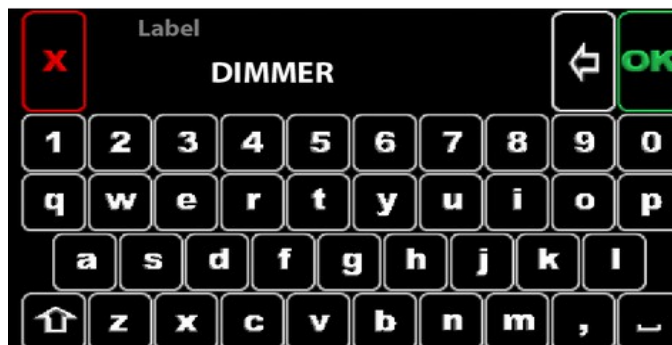 X Label OK
DIMMER
1 2 3 4 5 6 7 8 9 0
q w e r t y u i o p
a s d f g h j k l
z x c v b n m ,